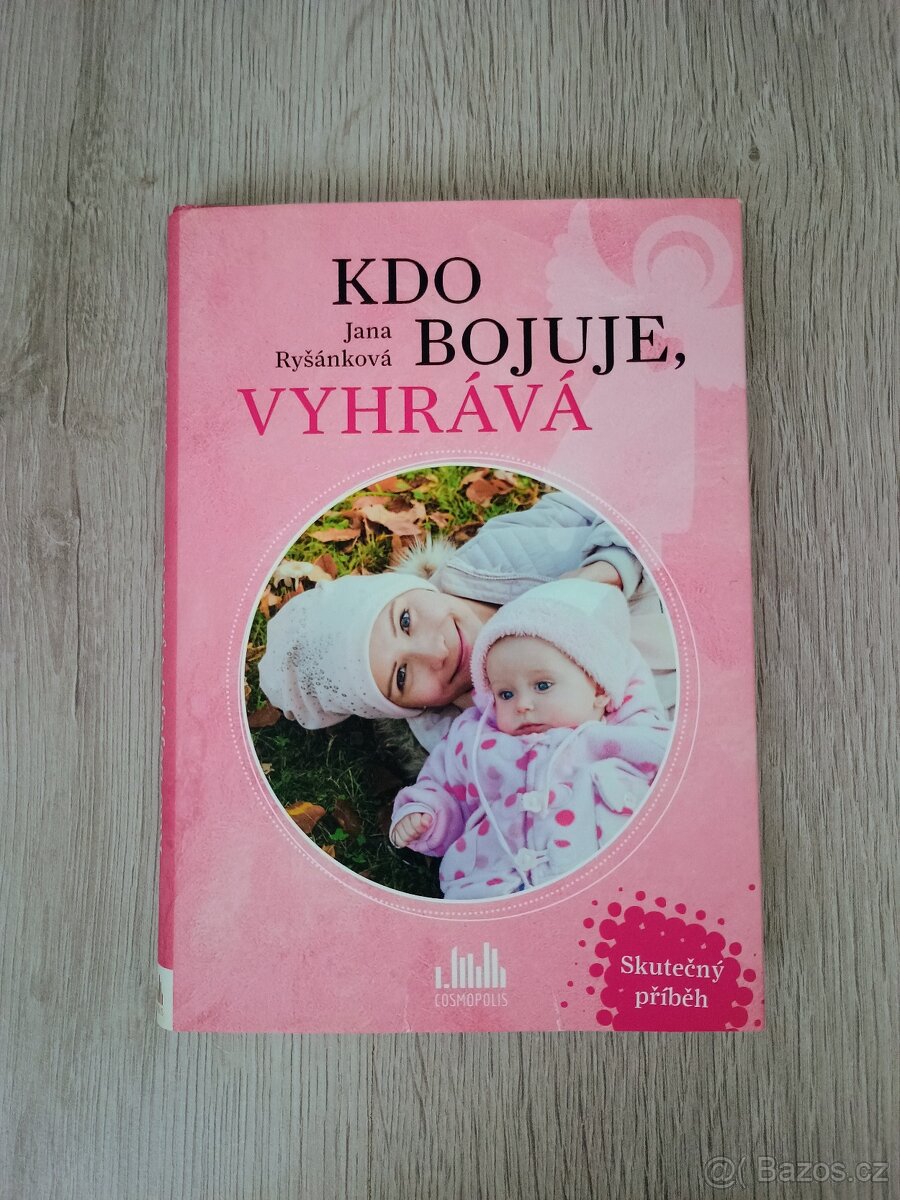 KDO
Jana
Ryšánková
BOJUJE,
VYHRÁVÁ
COSMOPOLIS
Skutečný
příběh
@( Bazos.cz